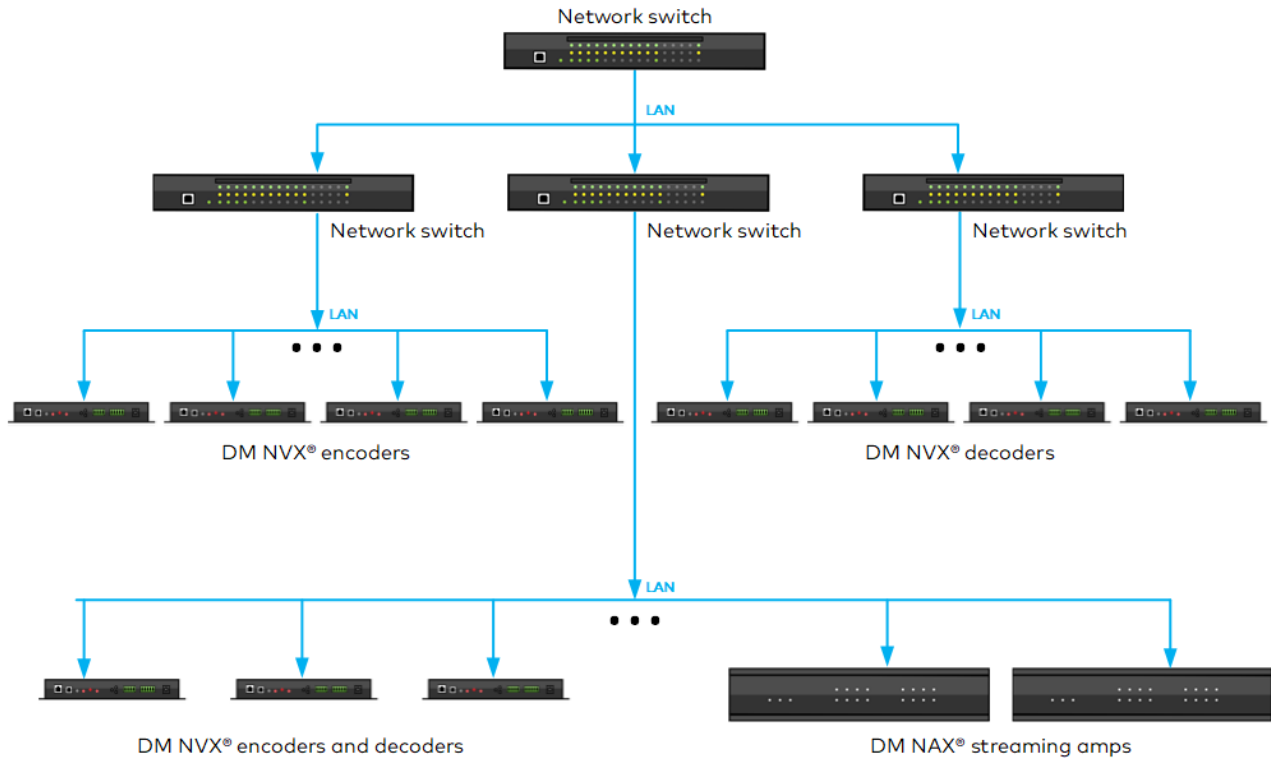 Network switch
LAN
Network switch
Network switch
Network switch
LAN
LAN
DM NVX® encoders
DM NVX® decoders
LAN
DM NVX® encoders and decoders
DM NAX® streaming amps